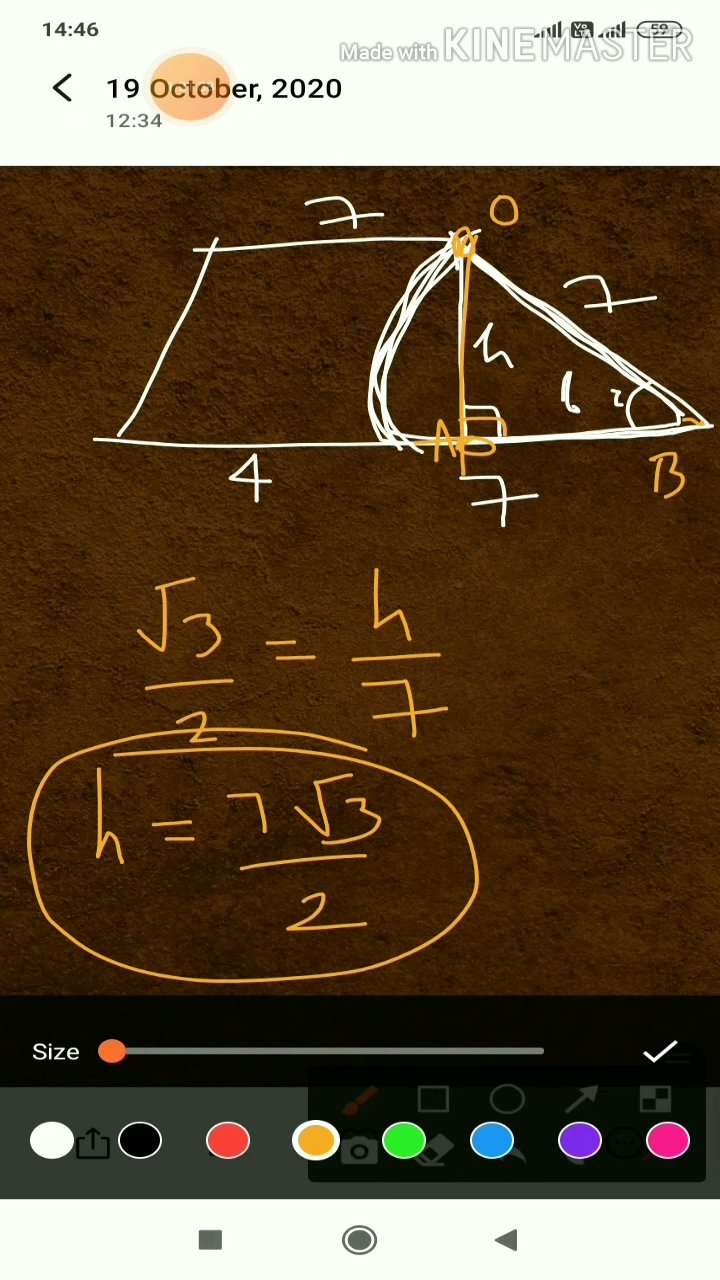 14:46
59
Made with KINEMASTER
19 October, 2020
12:34
7
O
7
h
A
B
4
7
√3/2 = h/7
h = 7√3/2
Size